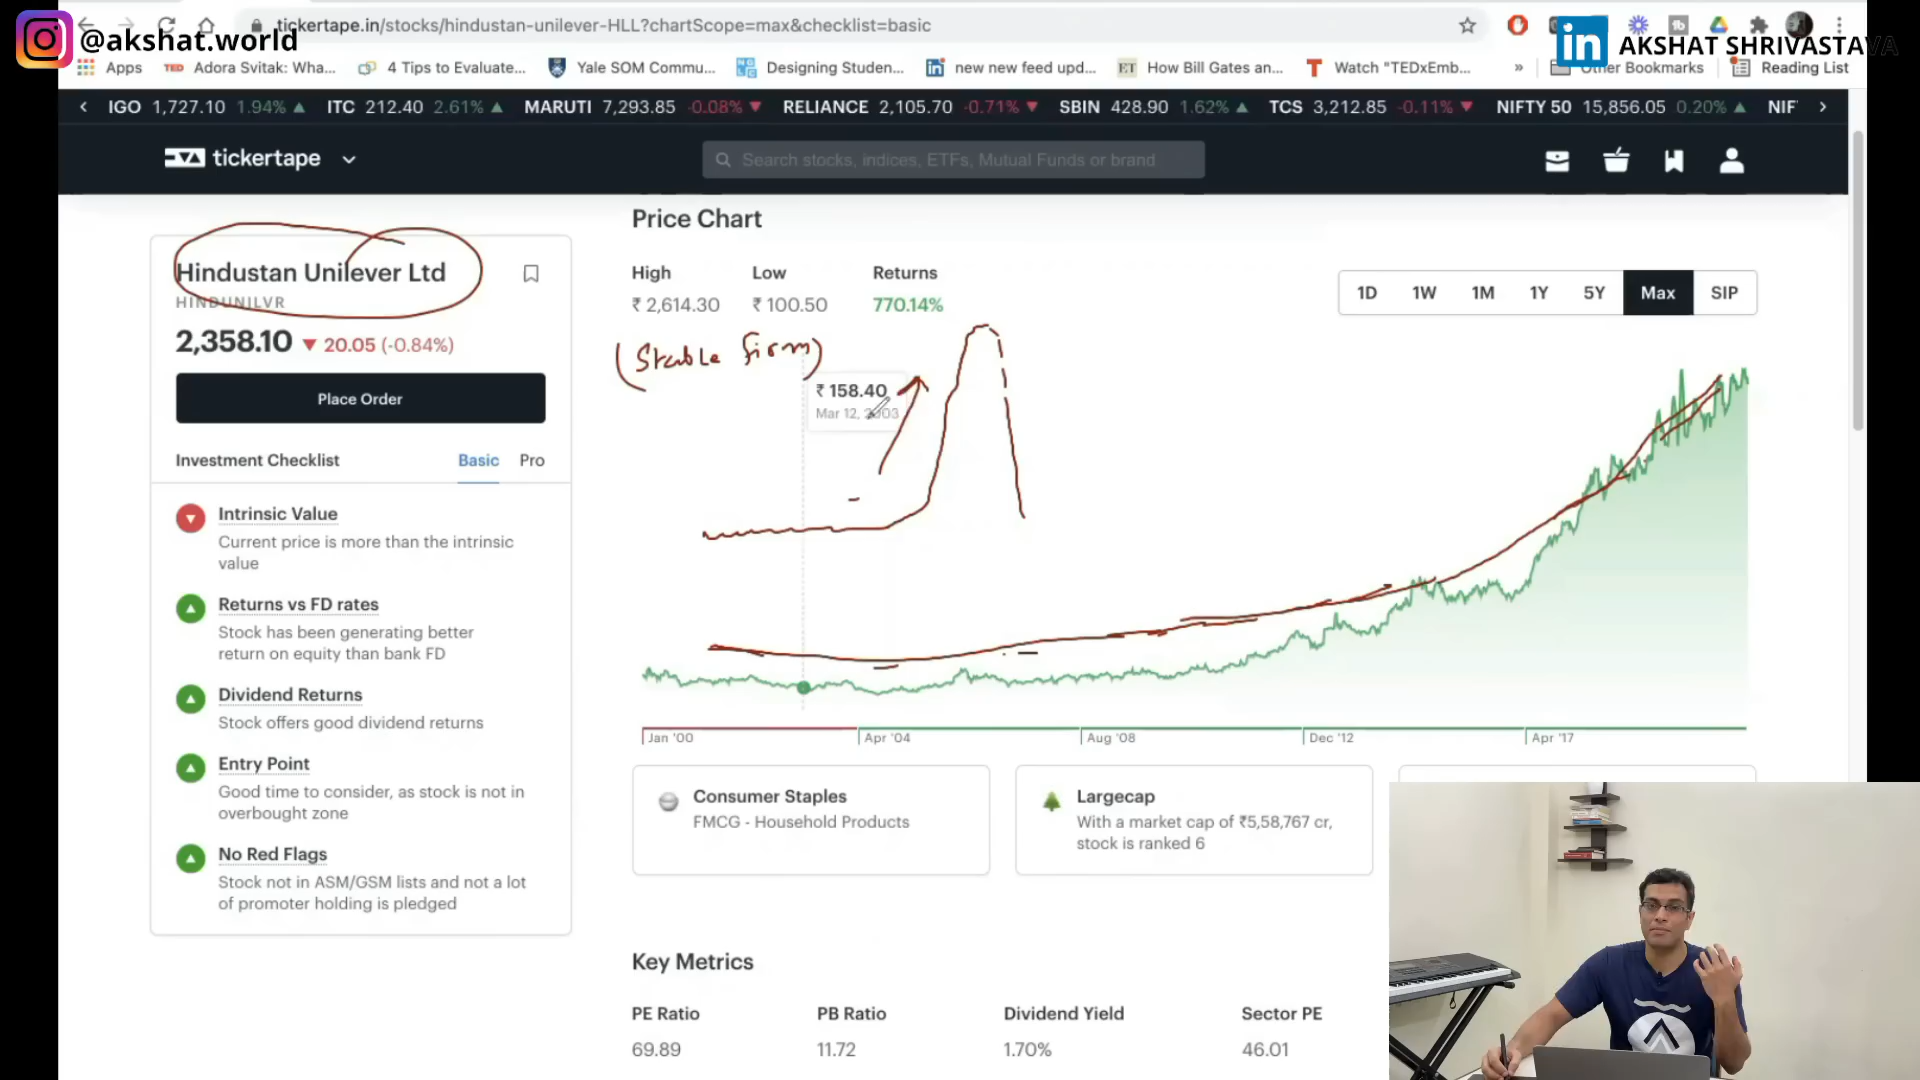 @akshat.world
tickertape.in/stocks/hindustan-unilever-HLL?chartScope=max&checklist=basic
in AKSHAT SHRIVASTAVA
Apps TED Adora Svitak: Wha... 4 Tips to Evaluate... Yale SOM Commu... Designing Studen... in new new feed upd... ET How Bill Gates an... T Watch "TEDxEmb... » Other Bookmarks Reading List
IGO 1,727.10 1.94% ITC 212.40 2.61% MARUTI 7,293.85 -0.08% RELIANCE 2,105.70 -0.71% SBIN 428.90 1.62% TCS 3,212.85 -0.11% NIFTY 50 15,856.05 0.20% NIF
tickertape
Search stocks, indices, ETFs, Mutual Funds or brand
Hindustan Unilever Ltd
HINDUNILVR
2,358.10 20.05 (-0.84%)
Place Order
Investment Checklist Basic Pro
Intrinsic Value
Current price is more than the intrinsic
value
Returns vs FD rates
Stock has been generating better
return on equity than bank FD
Dividend Returns
Stock offers good dividend returns
Entry Point
Good time to consider, as stock is not in
overbought zone
No Red Flags
Stock not in ASM/GSM lists and not a lot
of promoter holding is pledged
Price Chart
High Low Returns
₹ 2,614.30 ₹ 100.50 770.14%
1D 1W 1M 1Y 5Y Max SIP
(Stable firm)
₹ 158.40
Mar 12, 2003
Jan '00 Apr '04 Aug '08 Dec '12 Apr '17
Consumer Staples
FMCG - Household Products
Largecap
With a market cap of ₹5,58,767 cr,
stock is ranked 6
Key Metrics
PE Ratio PB Ratio Dividend Yield Sector PE
69.89 11.72 1.70% 46.01